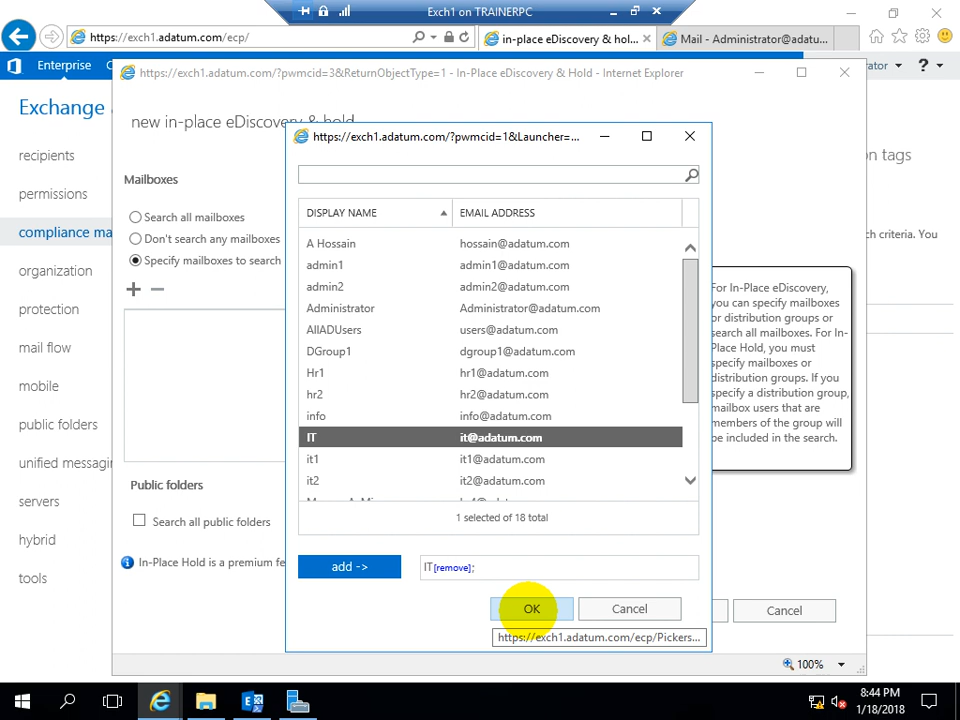 Exch1 on TRAINERPC
https://exch1.adatum.com/ecp/
in-place eDiscovery & hol...
Mail - Administrator@adatu...
Enterprise
https://exch1.adatum.com/?pwmcid=3&ReturnObjectType=1 - In-Place eDiscovery & Hold - Internet Explorer
Exchange
new in-place eDiscovery & hold
https://exch1.adatum.com/?pwmcid=1&Launcher=...
recipients
permissions
compliance ma
organization
protection
mail flow
mobile
public folders
unified messagin
servers
hybrid
tools
Mailboxes
Search all mailboxes
Don't search any mailboxes
Specify mailboxes to search
Public folders
Search all public folders
In-Place Hold is a premium fe
DISPLAY NAME
EMAIL ADDRESS
A Hossain hossain@adatum.com
admin1 admin1@adatum.com
admin2 admin2@adatum.com
Administrator Administrator@adatum.com
AllADUsers users@adatum.com
DGroup1 dgroup1@adatum.com
Hr1 hr1@adatum.com
hr2 hr2@adatum.com
info info@adatum.com
IT it@adatum.com
it1 it1@adatum.com
it2 it2@adatum.com
1 selected of 18 total
add ->
IT[remove];
OK
Cancel
https://exch1.adatum.com/ecp/Pickers...
rator
?
on tags
ch criteria. You
For In-Place eDiscovery,
you can specify mailboxes
or distribution groups or
search all mailboxes. For In-
Place Hold, you must
specify mailboxes or
distribution groups. If you
specify a distribution group,
mailbox users that are
members of the group will
be included in the search.
Cancel
100%
8:44 PM
1/18/2018